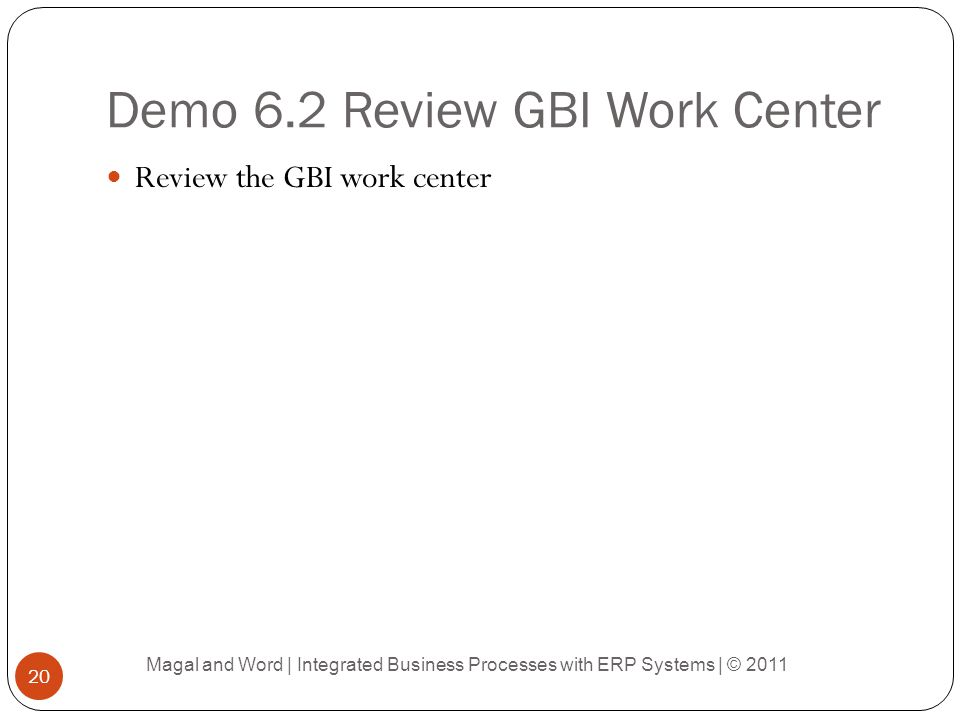 Demo 6.2 Review GBI Work Center
Review the GBI work center
Magal and Word | Integrated Business Processes with ERP Systems | © 2011
20